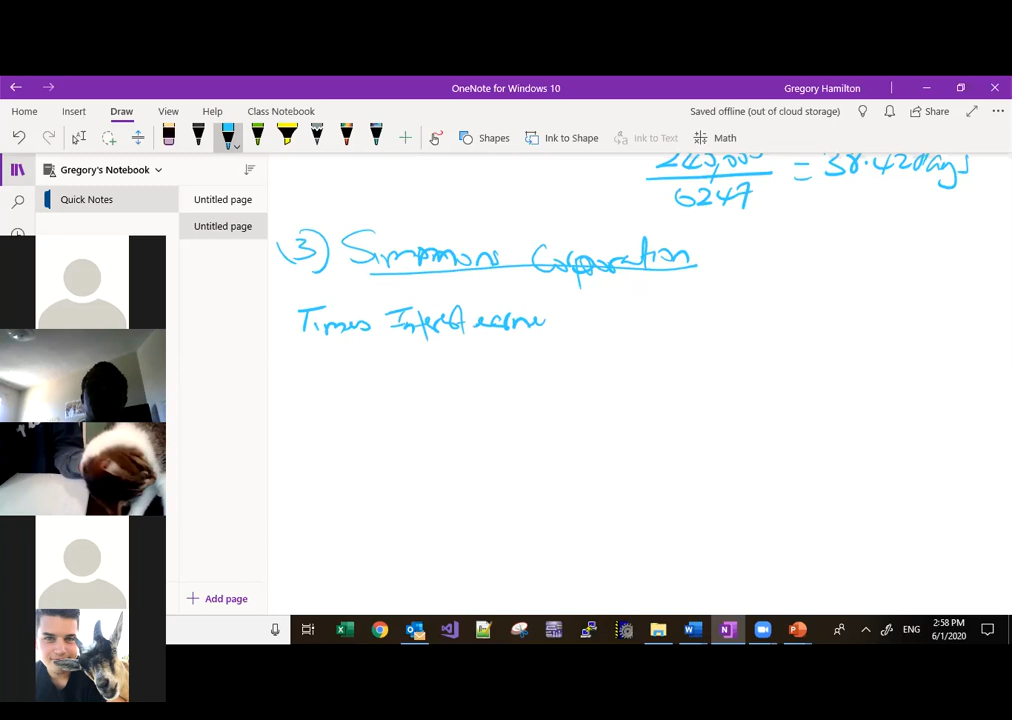 OneNote for Windows 10
Gregory Hamilton
Home Insert Draw View Help Class Notebook
Saved offline (out of cloud storage) Share
Shapes Ink to Shape Ink to Text Math
Gregory's Notebook
Quick Notes
Untitled page
Untitled page
= 38.42 days
6247
(3) Simmons Corporation
Times Interest earne
Add page
ENG
2:58 PM
6/1/2020